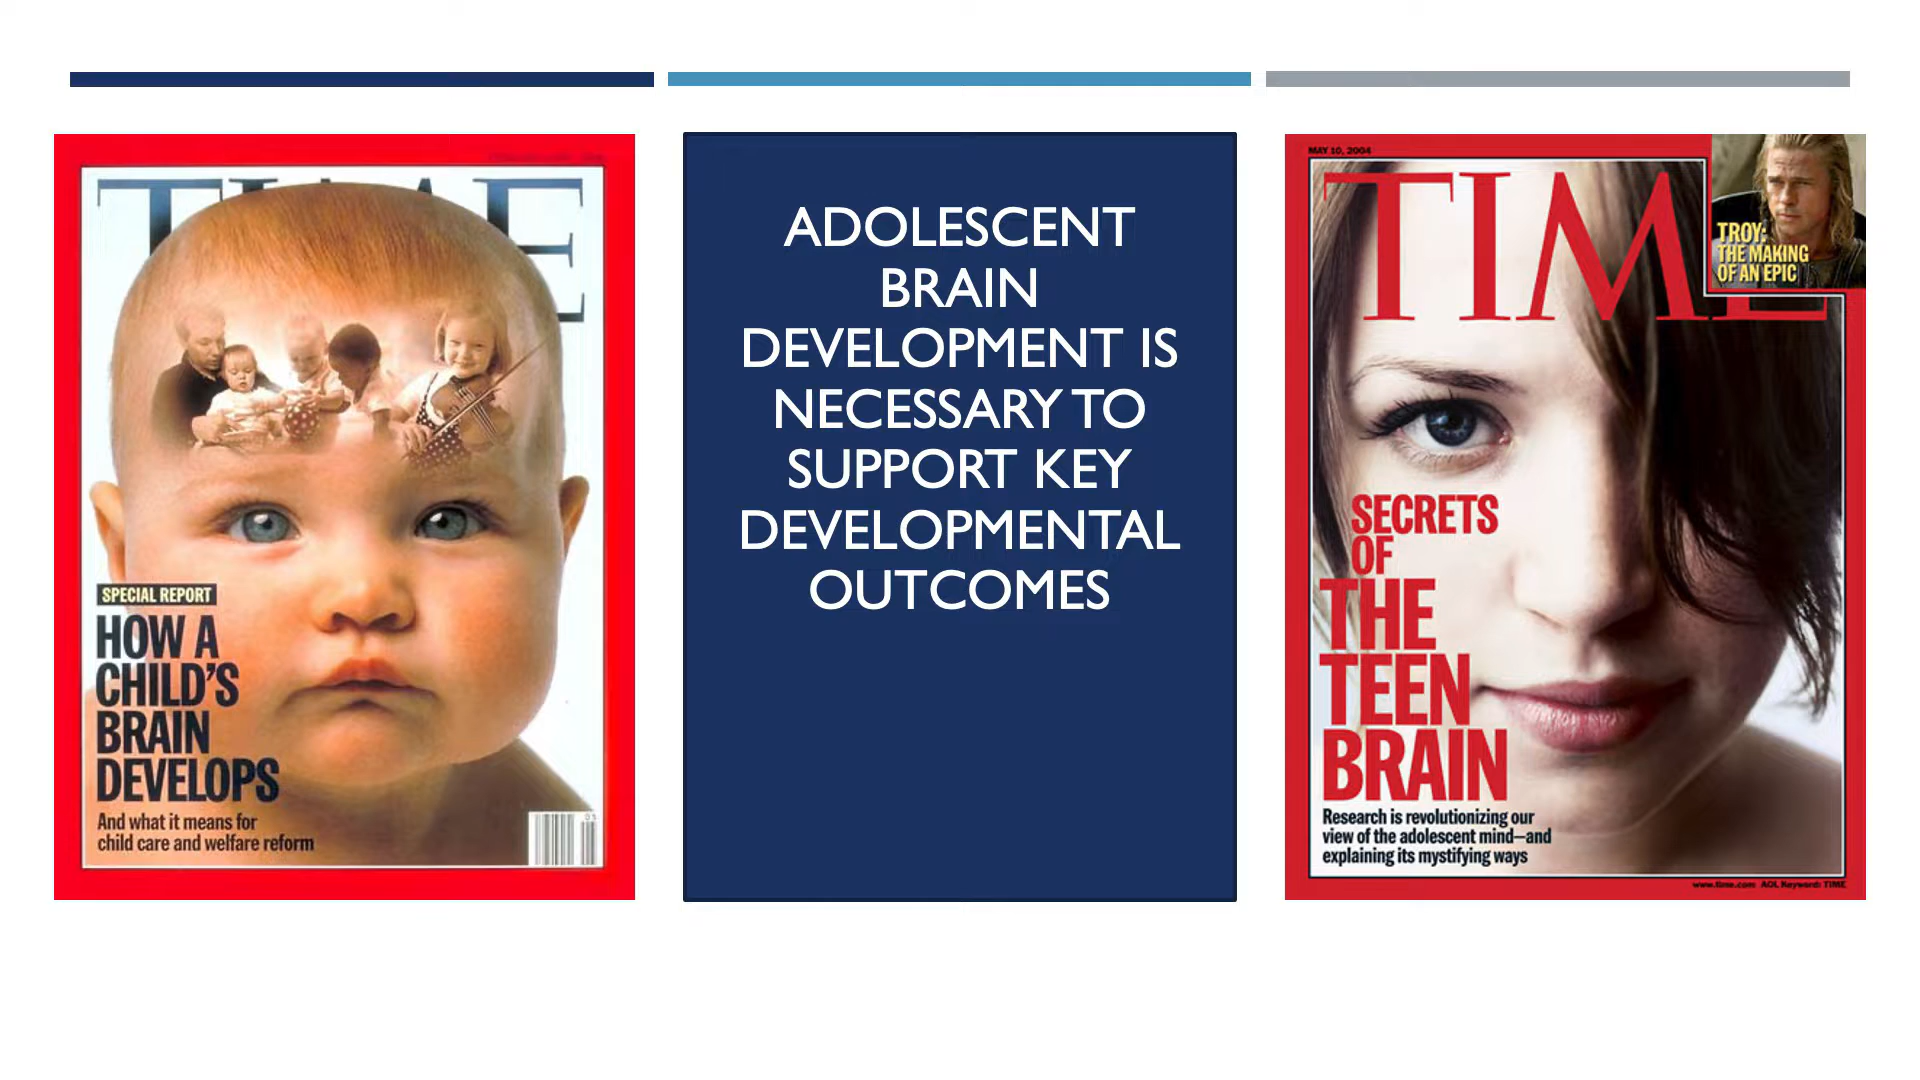 TIME
SPECIAL REPORT
HOW A
CHILD'S
BRAIN
DEVELOPS
And what it means for
child care and welfare reform
ADOLESCENT
BRAIN
DEVELOPMENT IS
NECESSARY TO
SUPPORT KEY
DEVELOPMENTAL
OUTCOMES
MAY 10, 2004
TIME
TROY:
THE MAKING
OF AN EPIC
SECRETS
OF
THE
TEEN
BRAIN
Research is revolutionizing our
view of the adolescent mind—and
explaining its mystifying ways
www.time.com AOL Keyword: TIME